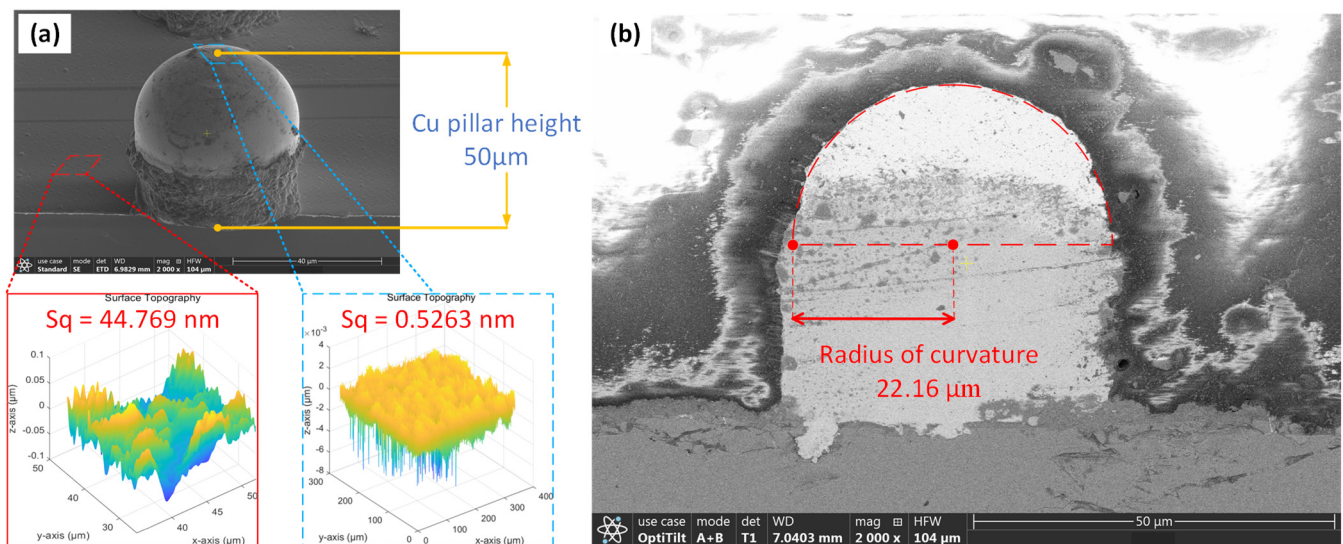 (a)
Cu pillar height
50μm
use case mode det WD mag HFW
Standard SE ETD 6.9829 mm 2 000 x 104 μm
40 μm
Surface Topography
Sq = 44.769 nm
0.1
0.05
0
-0.05
-0.1
z-axis (μm)
50
40
30
y-axis (μm)
40
45
50
x-axis (μm)
Surface Topography
Sq = 0.5263 nm
×10⁻³
4
2
0
-2
-4
-6
-8
z-axis (μm)
300
200
100
0
y-axis (μm)
0
100
200
300
400
x-axis (μm)
(b)
Radius of curvature
22.16 μm
use case mode det WD mag HFW
OptiTilt A+B T1 7.0403 mm 2 000 x 104 μm
50 μm